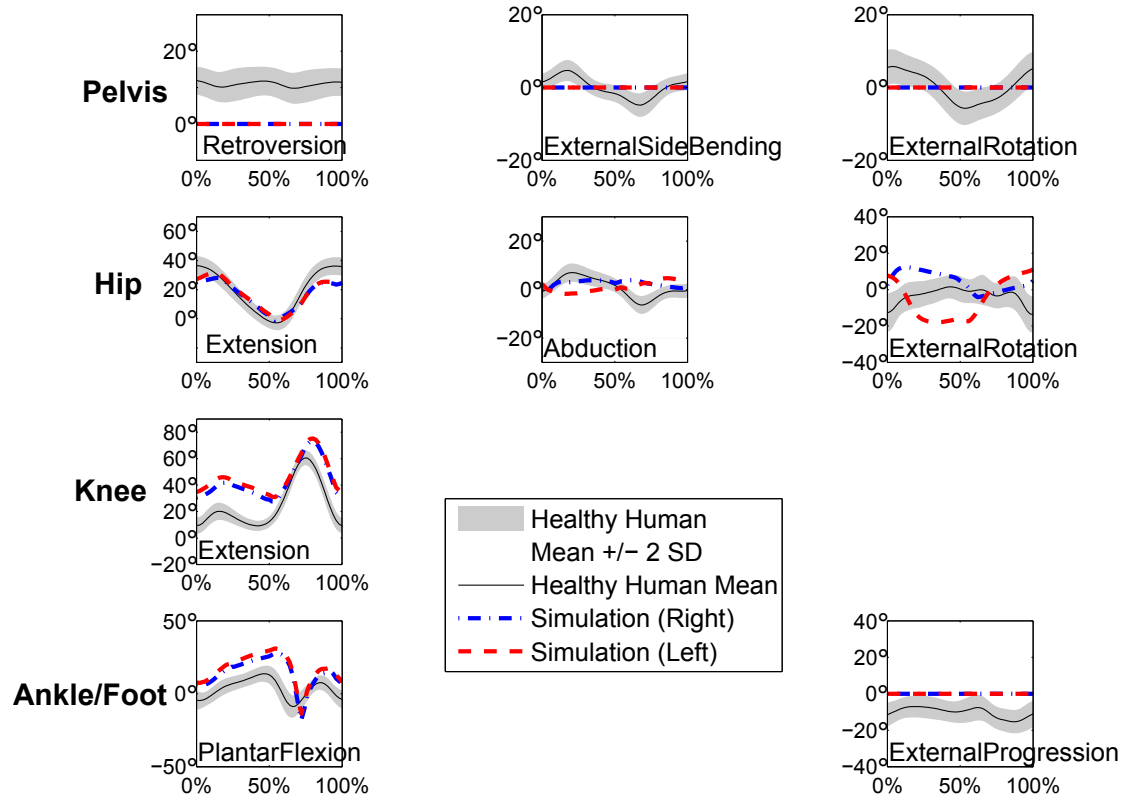 Pelvis
20°
0°
Retroversion
0% 50% 100%
20°
0°
−20°
ExternalSideBending
0% 50% 100%
20°
0°
−20°
ExternalRotation
0% 50% 100%
Hip
60°
40°
20°
0°
Extension
0% 50% 100%
20°
0°
−20°
Abduction
0% 50% 100%
40°
20°
0°
−20°
−40°
ExternalRotation
0% 50% 100%
Knee
80°
60°
40°
20°
0°
−20°
Extension
0% 50% 100%
Healthy Human
Mean +/− 2 SD
Healthy Human Mean
Simulation (Right)
Simulation (Left)
Ankle/Foot
50°
0°
−50°
PlantarFlexion
0% 50% 100%
40°
20°
0°
−20°
−40°
ExternalProgression
0% 50% 100%